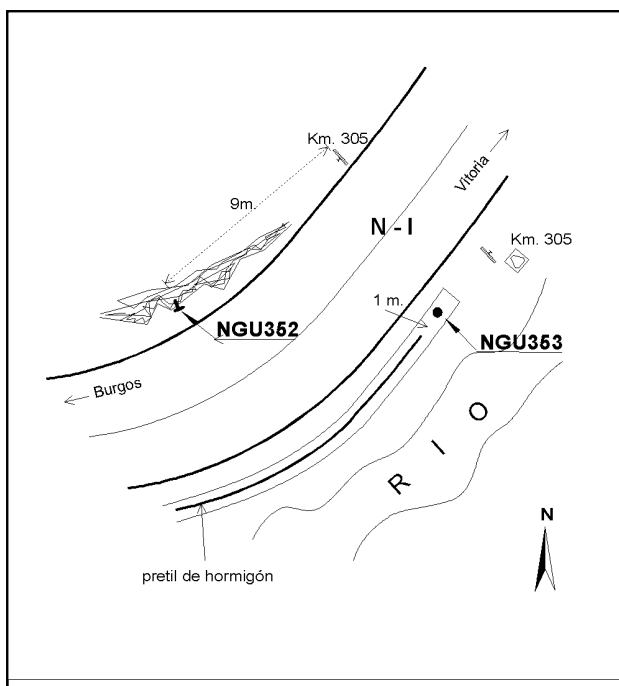 Km. 305
Vitoria
9m.
N - I
Km. 305
1 m.
NGU352
NGU353
Burgos
R I O
N
pretil de hormigón